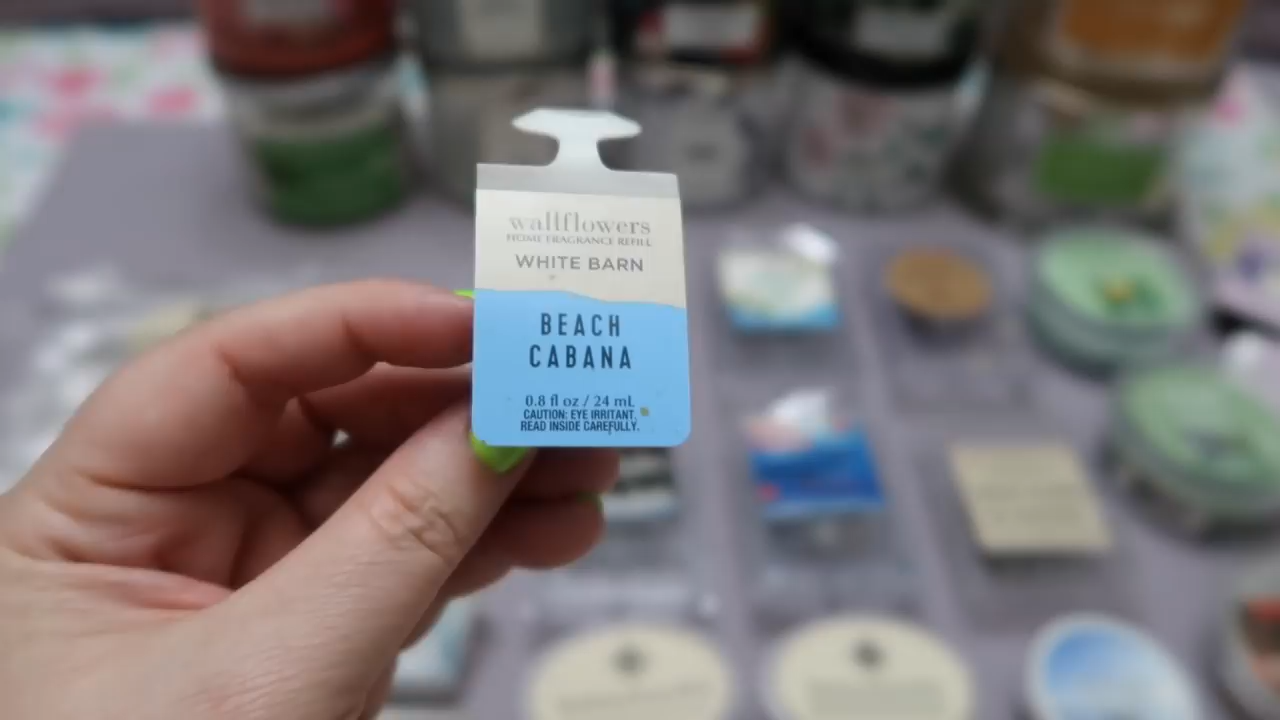 wallflowers
HOME FRAGRANCE REFILL
WHITE BARN
BEACH
CABANA
0.8 fl oz / 24 mL
CAUTION: EYE IRRITANT.
READ INSIDE CAREFULLY.